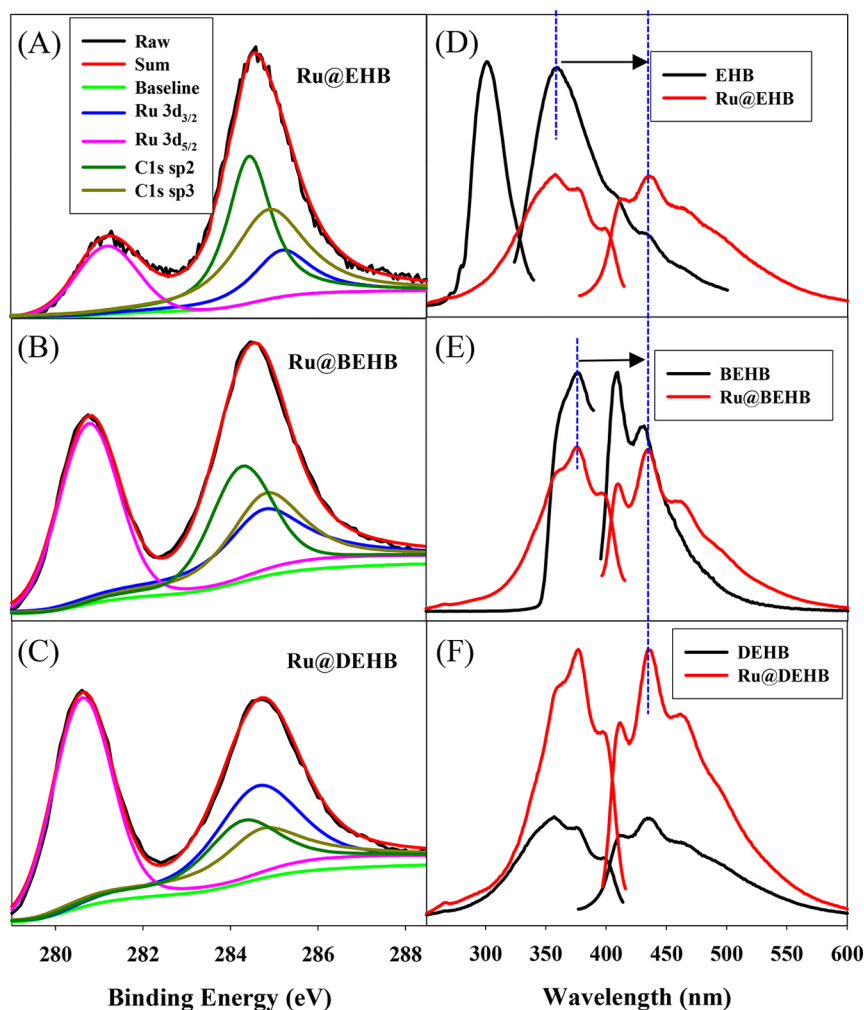 (A)
Raw
Sum
Baseline
Ru 3d3/2
Ru 3d5/2
C1s sp2
C1s sp3
Ru@EHB
(D)
EHB
Ru@EHB
(B)
Ru@BEHB
(E)
BEHB
Ru@BEHB
(C)
Ru@DEHB
(F)
DEHB
Ru@DEHB
280 282 284 286 288
300 350 400 450 500 550 600
Binding Energy (eV)
Wavelength (nm)